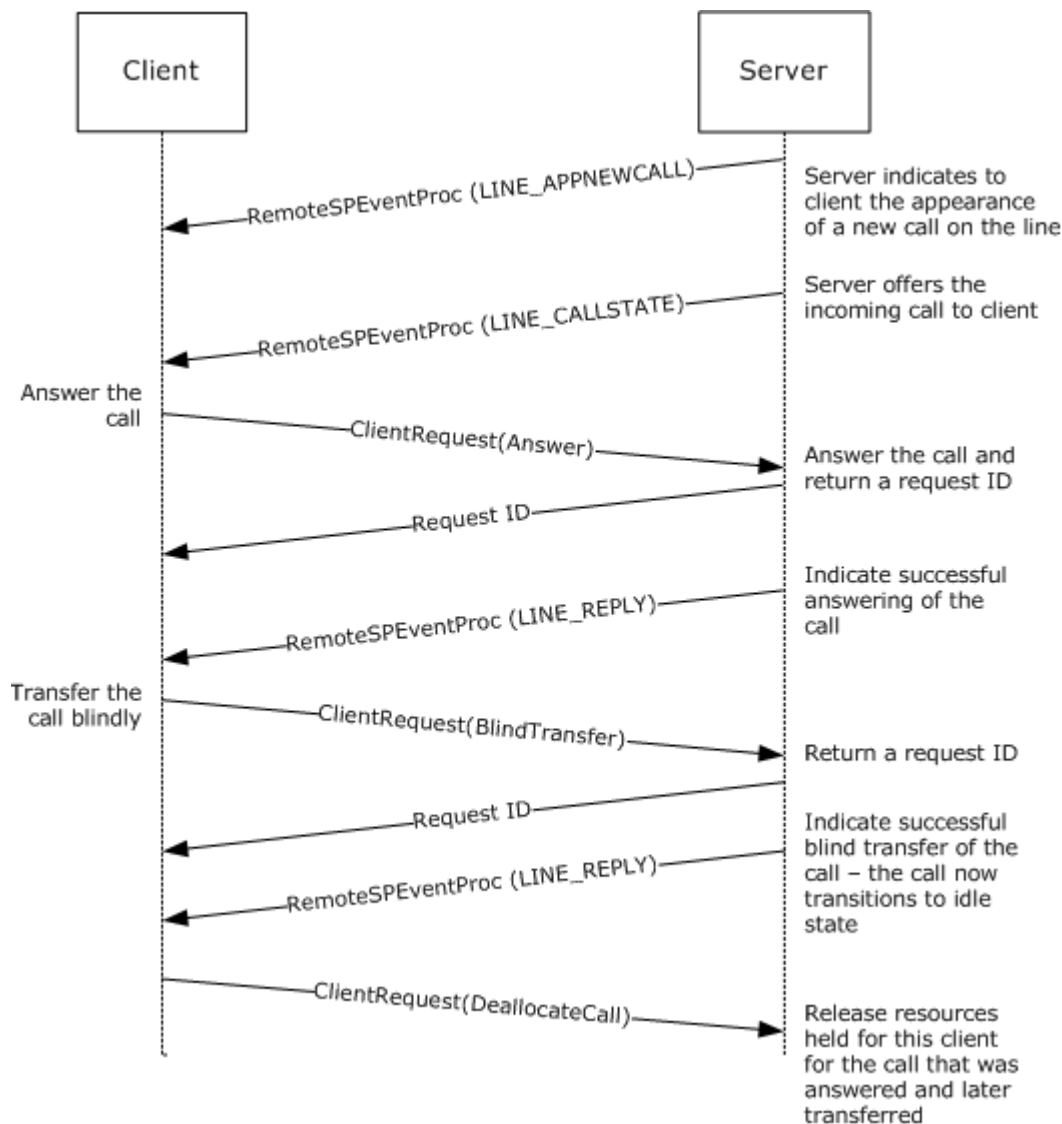 Client
Server
RemoteSPEventProc (LINE_APPNEWCALL)
Server indicates to
client the appearance
of a new call on the line
RemoteSPEventProc (LINE_CALLSTATE)
Server offers the
incoming call to client
Answer the
call
ClientRequest(Answer)
Answer the call and
return a request ID
Request ID
RemoteSPEventProc (LINE_REPLY)
Indicate successful
answering of the
call
Transfer the
call blindly
ClientRequest(BlindTransfer)
Return a request ID
Request ID
RemoteSPEventProc (LINE_REPLY)
Indicate successful
blind transfer of the
call – the call now
transitions to idle
state
ClientRequest(DeallocateCall)
Release resources
held for this client
for the call that was
answered and later
transferred